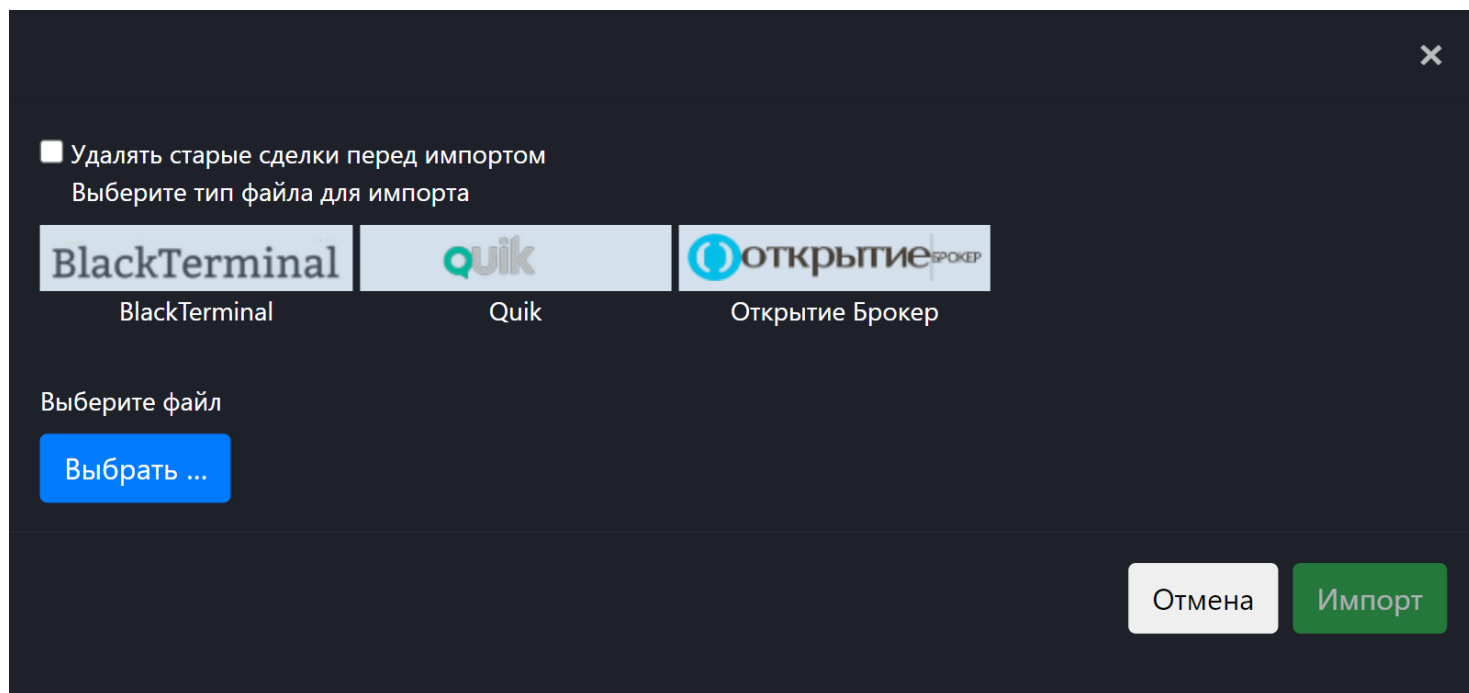 ×
Удалять старые сделки перед импортом
Выберите тип файла для импорта
BlackTerminal quik открытие БРОКЕР
BlackTerminal Quik Открытие Брокер
Выберите файл
Выбрать ...
Отмена Импорт